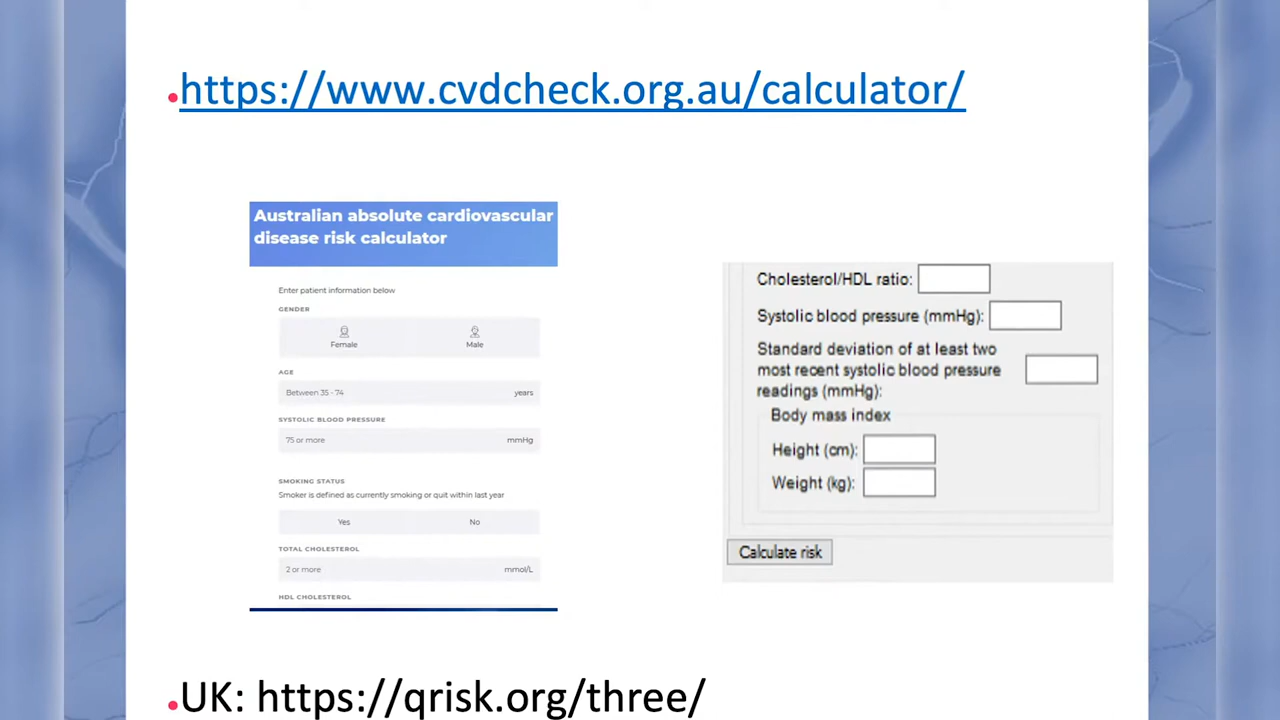 •https://www.cvdcheck.org.au/calculator/
Australian absolute cardiovascular
disease risk calculator
Enter patient information below
GENDER
Female Male
AGE
Between 35 - 74 years
SYSTOLIC BLOOD PRESSURE
75 or more mmHg
SMOKING STATUS
Smoker is defined as currently smoking or quit within last year
Yes No
TOTAL CHOLESTEROL
2 or more mmol/L
HDL CHOLESTEROL
Cholesterol/HDL ratio:
Systolic blood pressure (mmHg):
Standard deviation of at least two
most recent systolic blood pressure
readings (mmHg):
Body mass index
Height (cm):
Weight (kg):
Calculate risk
•UK: https://qrisk.org/three/